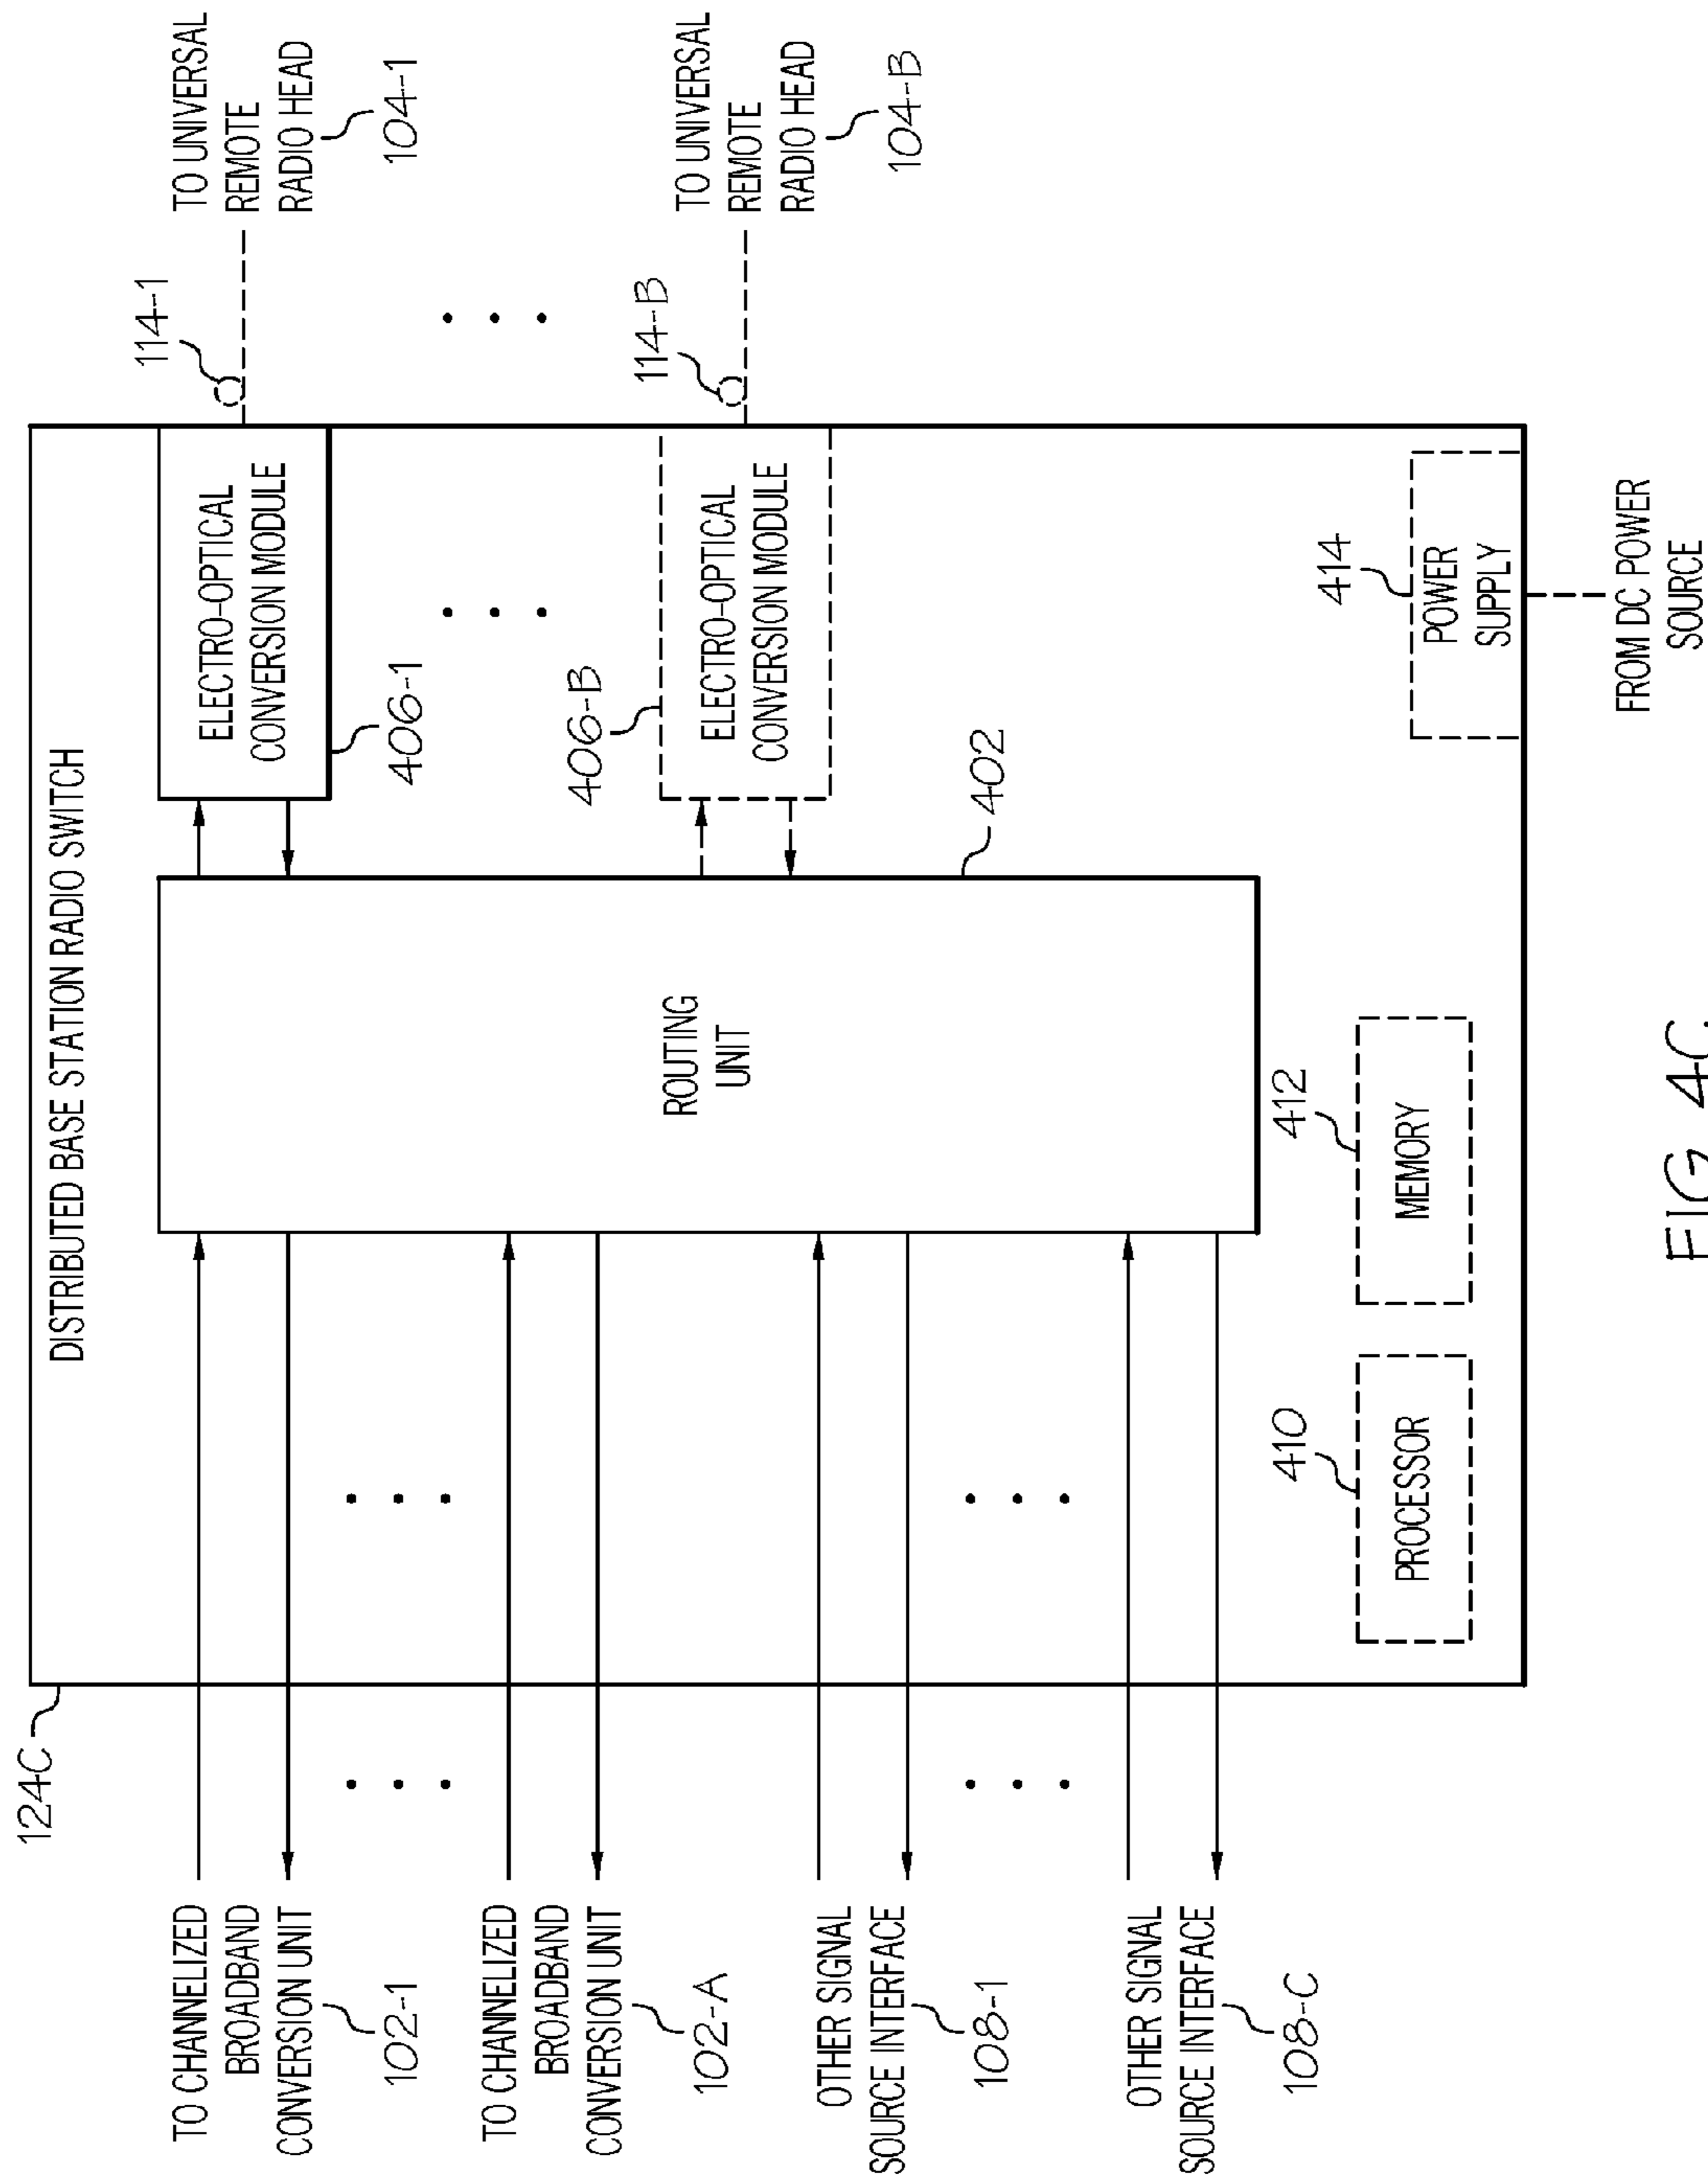 124C
DISTRIBUTED BASE STATION RADIO SWITCH
TO CHANNELIZED
BROADBAND
CONVERSION UNIT
102-1
TO CHANNELIZED
BROADBAND
CONVERSION UNIT
102-A
OTHER SIGNAL
SOURCE INTERFACE
108-1
OTHER SIGNAL
SOURCE INTERFACE
108-C
ROUTING
UNIT
402
ELECTRO-OPTICAL
CONVERSION MODULE
406-1
406-B
ELECTRO-OPTICAL
CONVERSION MODULE
114-1
TO UNIVERSAL
REMOTE
RADIO HEAD
104-1
114-B
TO UNIVERSAL
REMOTE
RADIO HEAD
104-B
410
PROCESSOR
412
MEMORY
414
POWER
SUPPLY
FROM DC POWER
SOURCE
FIG. 4C